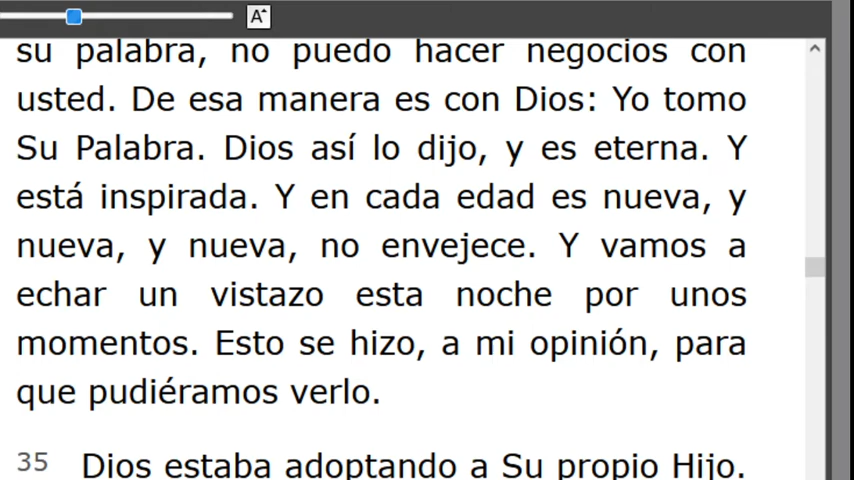 A
su palabra, no puedo hacer negocios con
usted. De esa manera es con Dios: Yo tomo
Su Palabra. Dios así lo dijo, y es eterna. Y
está inspirada. Y en cada edad es nueva, y
nueva, y nueva, no envejece. Y vamos a
echar un vistazo esta noche por unos
momentos. Esto se hizo, a mi opinión, para
que pudiéramos verlo.
35 Dios estaba adoptando a Su propio Hijo.